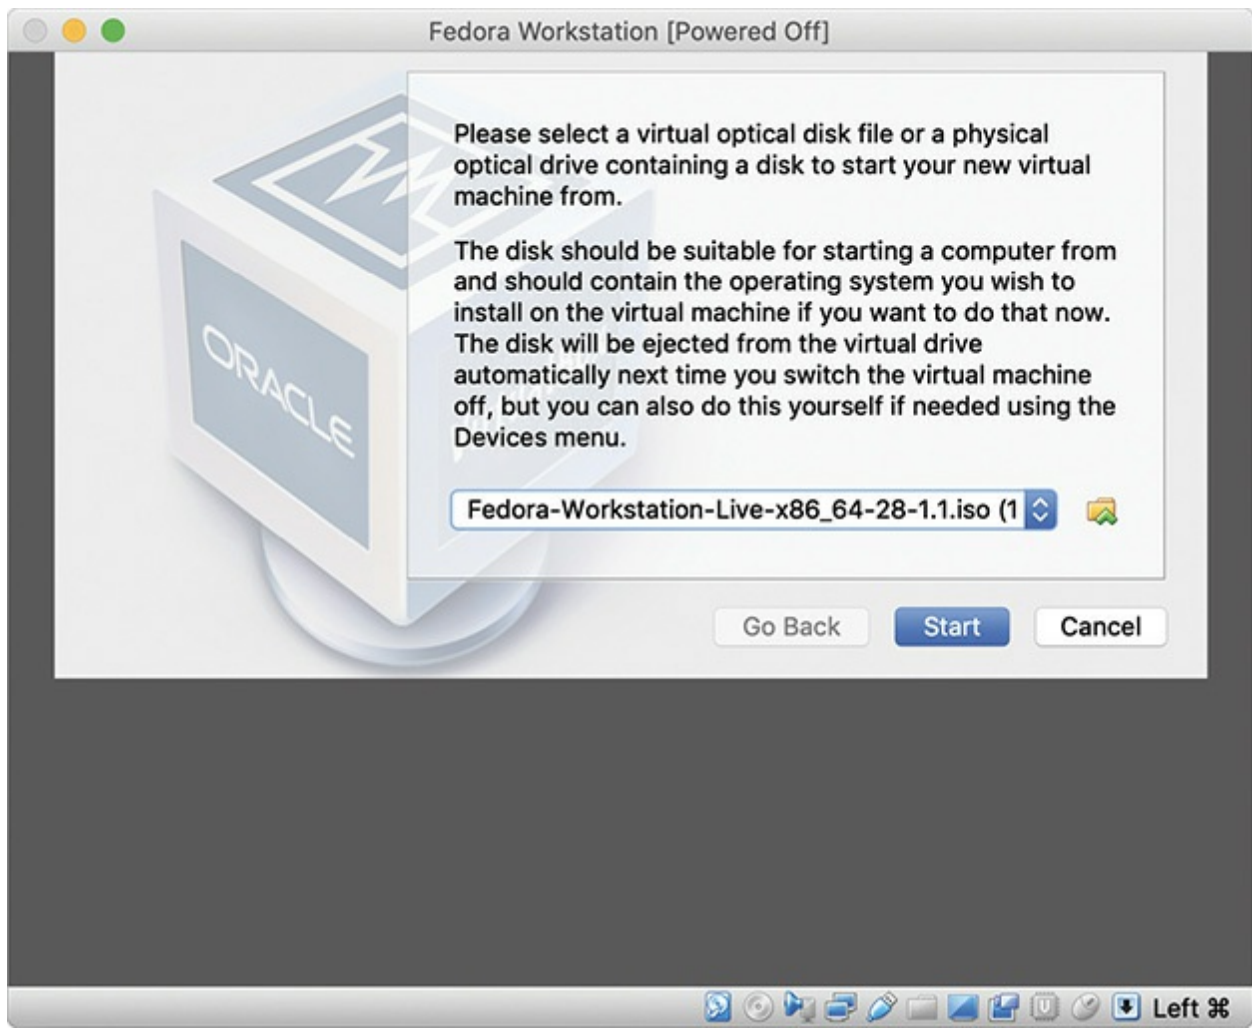 Fedora Workstation [Powered Off]
Please select a virtual optical disk file or a physical
optical drive containing a disk to start your new virtual
machine from.
The disk should be suitable for starting a computer from
and should contain the operating system you wish to
install on the virtual machine if you want to do that now.
The disk will be ejected from the virtual drive
automatically next time you switch the virtual machine
off, but you can also do this yourself if needed using the
Devices menu.
ORACLE
Fedora-Workstation-Live-x86_64-28-1.1.iso (1
Go Back
Start
Cancel
Left ⌘